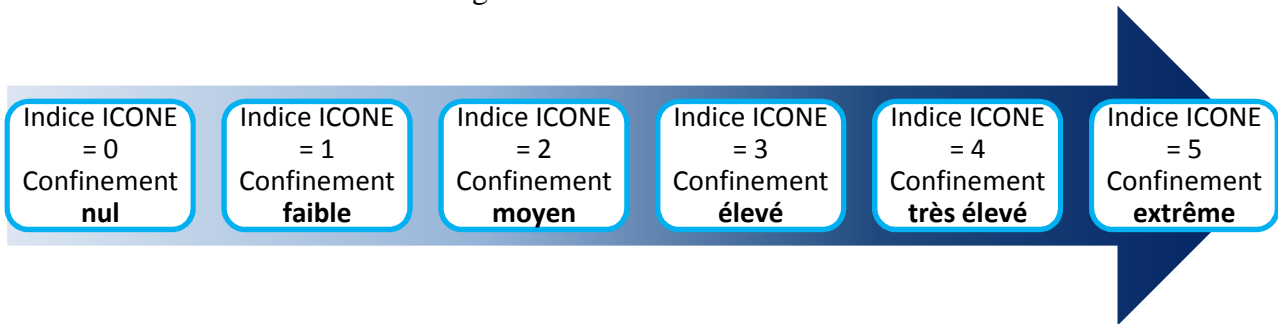 Indice ICONE
= 0
Confinement
nul
Indice ICONE
= 1
Confinement
faible
Indice ICONE
= 2
Confinement
moyen
Indice ICONE
= 3
Confinement
élevé
Indice ICONE
= 4
Confinement
très élevé
Indice ICONE
= 5
Confinement
extrême